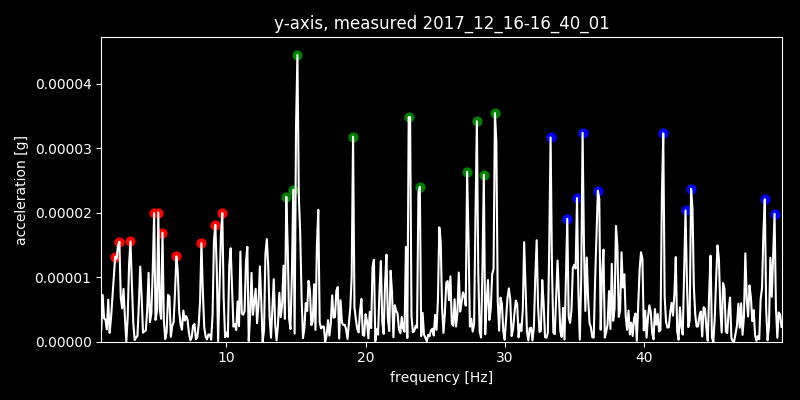 y-axis, measured 2017_12_16-16_40_01
0.00004
0.00003
0.00002
0.00001
0.00000
acceleration [g]
10 20 30 40
frequency [Hz]